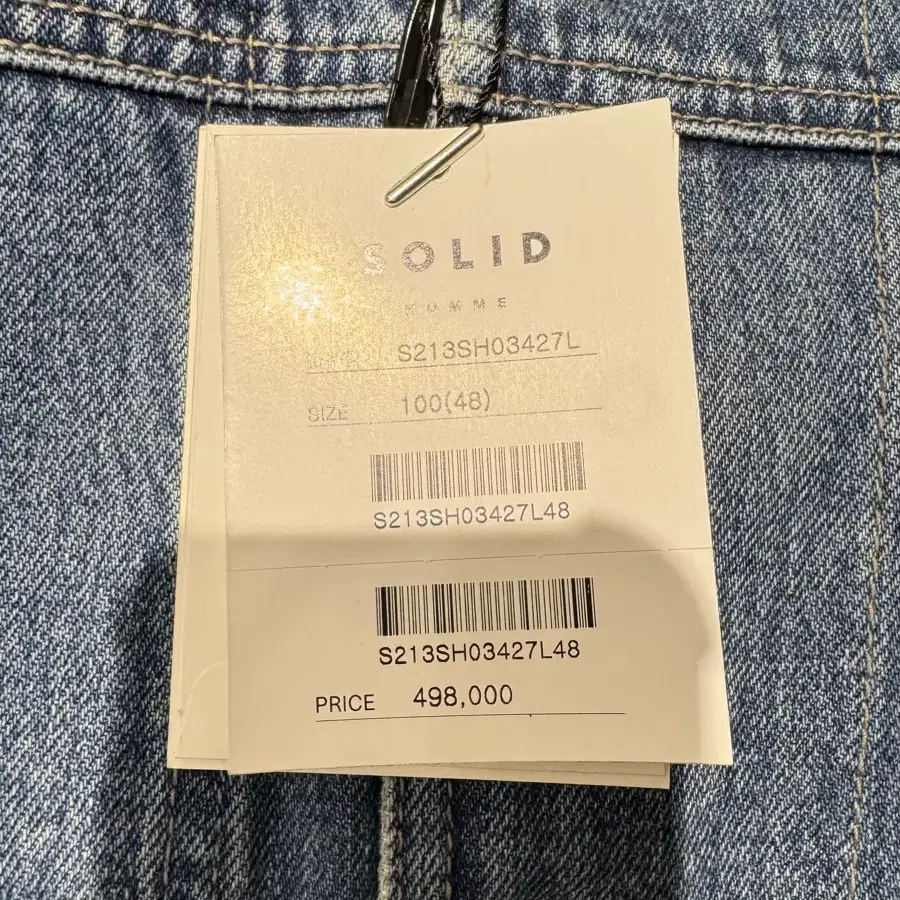 SOLID
HOMME
S213SH03427L
SIZE 100(48)
S213SH03427L48
S213SH03427L48
PRICE 498,000